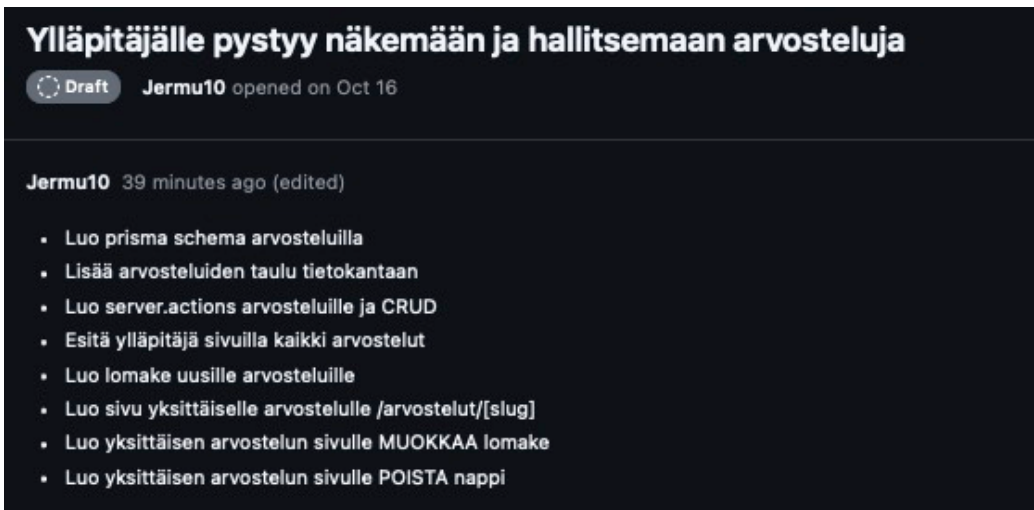 Ylläpitäjälle pystyy näkemään ja hallitsemaan arvosteluja
Draft Jermu10 opened on Oct 16
Jermu10 39 minutes ago (edited)
• Luo prisma schema arvosteluilla
• Lisää arvosteluiden taulu tietokantaan
• Luo server.actions arvosteluille ja CRUD
• Esitä ylläpitäjä sivuilla kaikki arvostelut
• Luo lomake uusille arvosteluille
• Luo sivu yksittäiselle arvostelulle /arvostelut/[slug]
• Luo yksittäisen arvostelun sivulle MUOKKAA lomake
• Luo yksittäisen arvostelun sivulle POISTA nappi